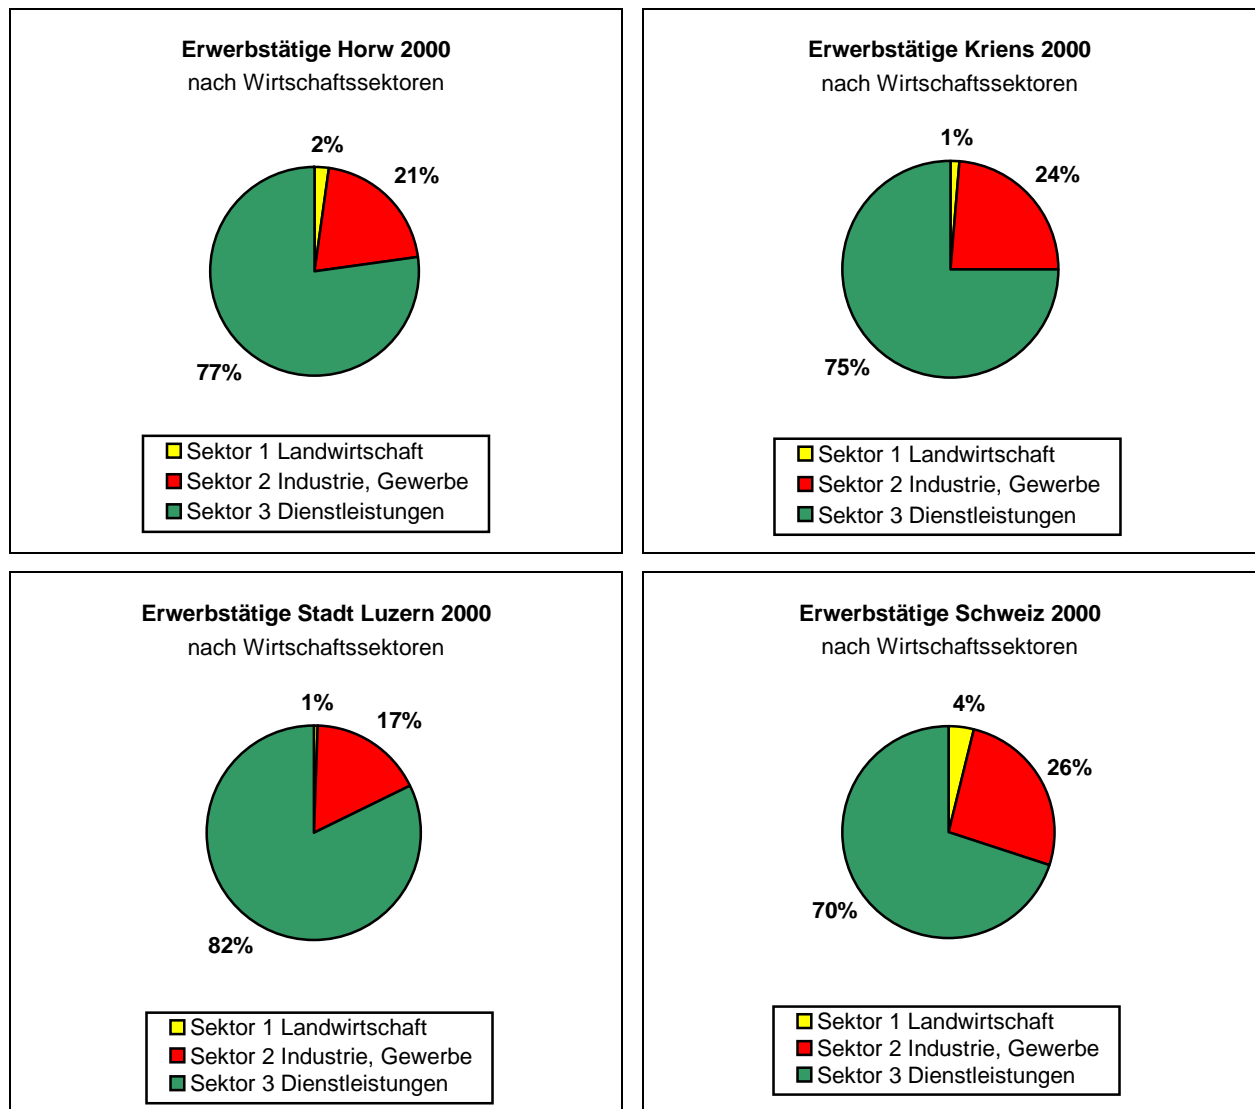 Erwerbstätige Horw 2000
nach Wirtschaftssektoren
2%
21%
77%
Sektor 1 Landwirtschaft
Sektor 2 Industrie, Gewerbe
Sektor 3 Dienstleistungen
Erwerbstätige Kriens 2000
nach Wirtschaftssektoren
1%
24%
75%
Sektor 1 Landwirtschaft
Sektor 2 Industrie, Gewerbe
Sektor 3 Dienstleistungen
Erwerbstätige Stadt Luzern 2000
nach Wirtschaftssektoren
1%
17%
82%
Sektor 1 Landwirtschaft
Sektor 2 Industrie, Gewerbe
Sektor 3 Dienstleistungen
Erwerbstätige Schweiz 2000
nach Wirtschaftssektoren
4%
26%
70%
Sektor 1 Landwirtschaft
Sektor 2 Industrie, Gewerbe
Sektor 3 Dienstleistungen